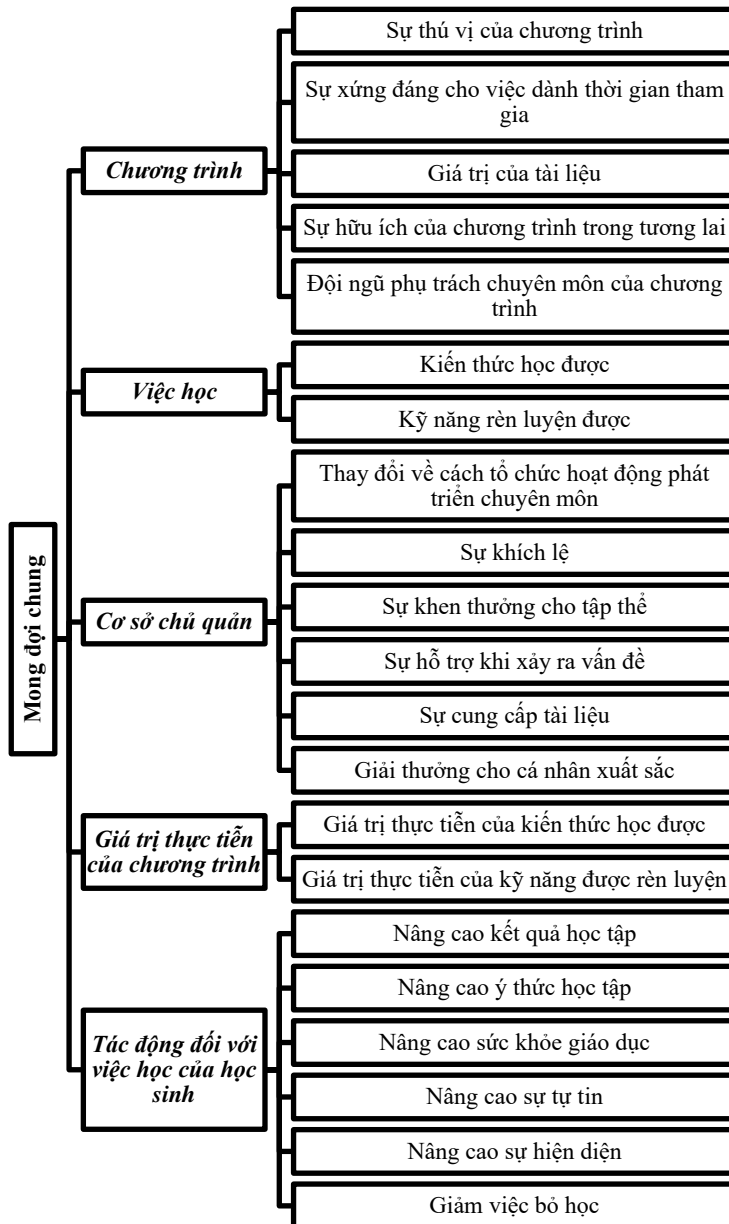 Mong đợi chung
Chương trình
Sự thú vị của chương trình
Sự xứng đáng cho việc dành thời gian tham
gia
Giá trị của tài liệu
Sự hữu ích của chương trình trong tương lai
Đội ngũ phụ trách chuyên môn của chương
trình
Việc học
Kiến thức học được
Kỹ năng rèn luyện được
Cơ sở chủ quản
Thay đổi về cách tổ chức hoạt động phát
triển chuyên môn
Sự khích lệ
Sự khen thưởng cho tập thể
Sự hỗ trợ khi xảy ra vấn đề
Sự cung cấp tài liệu
Giải thưởng cho cá nhân xuất sắc
Giá trị thực tiễn
của chương trình
Giá trị thực tiễn của kiến thức học được
Giá trị thực tiễn của kỹ năng được rèn luyện
Tác động đối với
việc học của học
sinh
Nâng cao kết quả học tập
Nâng cao ý thức học tập
Nâng cao sức khỏe giáo dục
Nâng cao sự tự tin
Nâng cao sự hiện diện
Giảm việc bỏ học